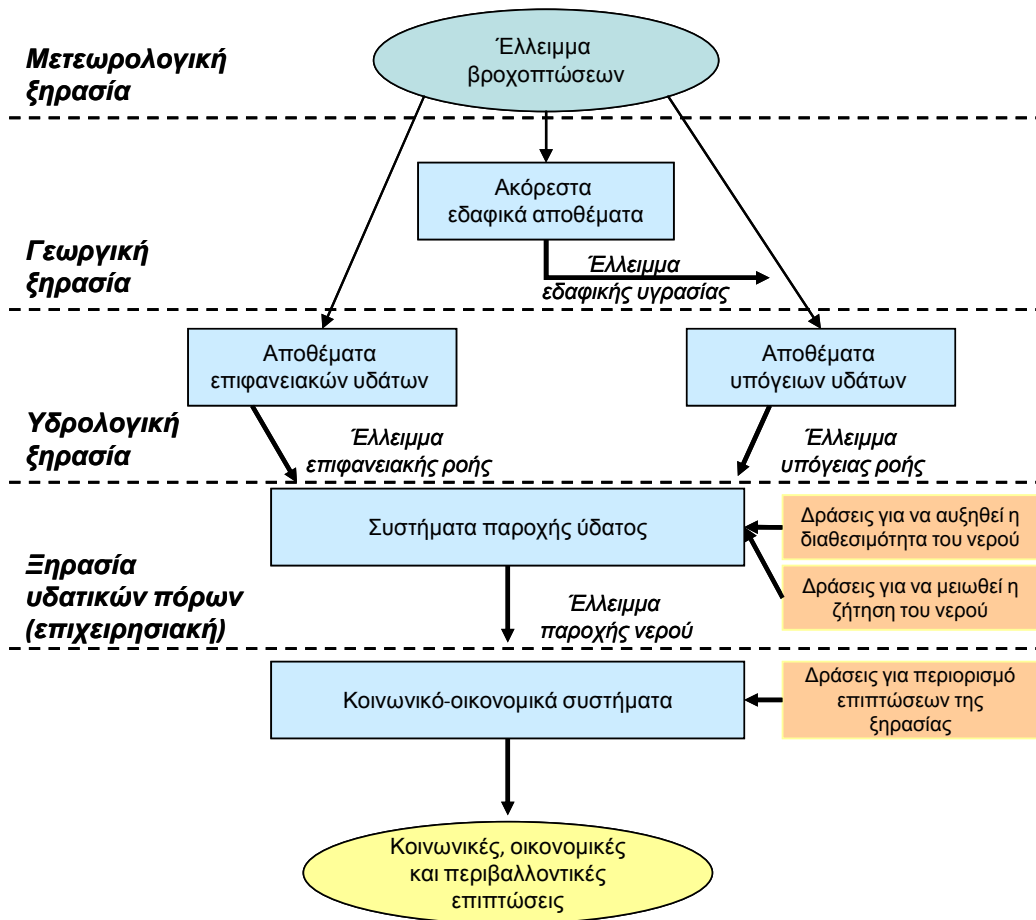 Έλλειμμα
βροχοπτώσεων
Μετεωρολογική
ξηρασία
Ακόρεστα
εδαφικά αποθέματα
Γεωργική
ξηρασία
Έλλειμμα
εδαφικής υγρασίας
Αποθέματα
επιφανειακών υδάτων
Αποθέματα
υπόγειων υδάτων
Υδρολογική
ξηρασία
Έλλειμμα
επιφανειακής ροής
Έλλειμμα
υπόγειας ροής
Συστήματα παροχής ύδατος
Δράσεις για να αυξηθεί η
διαθεσιμότητα του νερού
Ξηρασία
υδατικών πόρων
(επιχειρησιακή)
Δράσεις για να μειωθεί η
ζήτηση του νερού
Έλλειμμα
παροχής νερού
Κοινωνικό-οικονομικά συστήματα
Δράσεις για περιορισμό
επιπτώσεων της
ξηρασίας
Κοινωνικές, οικονομικές
και περιβαλλοντικές
επιπτώσεις